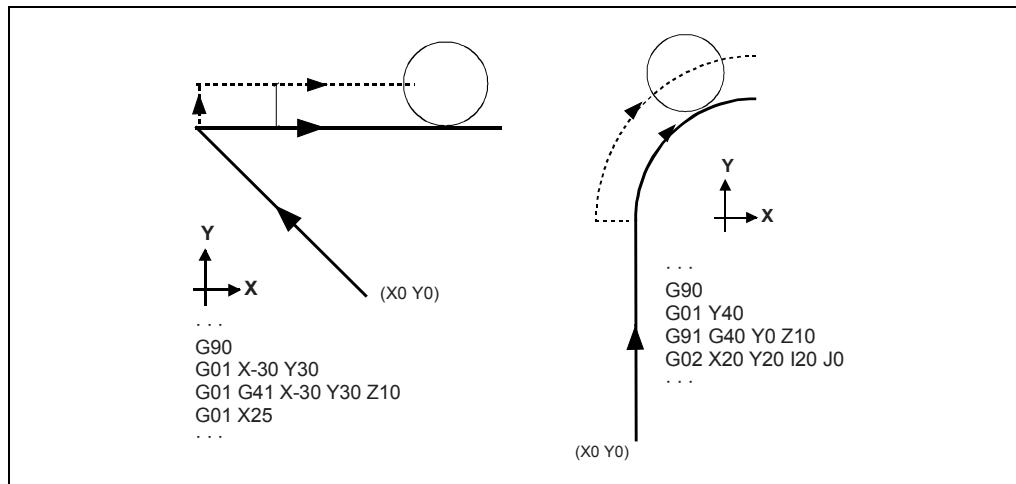 Y
X
(X0 Y0)
. . .
G90
G01 X-30 Y30
G01 G41 X-30 Y30 Z10
G01 X25
. . .
Y
X
. . .
G90
G01 Y40
G91 G40 Y0 Z10
G02 X20 Y20 I20 J0
. . .
(X0 Y0)